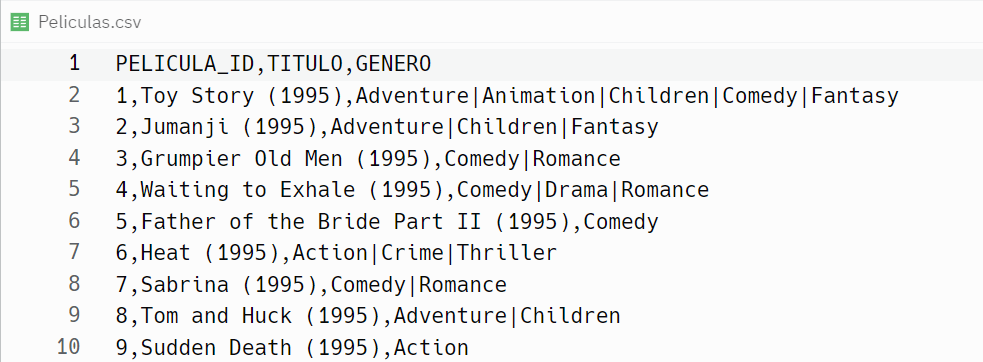 Peliculas.csv
1 PELICULA_ID,TITULO,GENERO
2 1,Toy Story (1995),Adventure|Animation|Children|Comedy|Fantasy
3 2,Jumanji (1995),Adventure|Children|Fantasy
4 3,Grumpier Old Men (1995),Comedy|Romance
5 4,Waiting to Exhale (1995),Comedy|Drama|Romance
6 5,Father of the Bride Part II (1995),Comedy
7 6,Heat (1995),Action|Crime|Thriller
8 7,Sabrina (1995),Comedy|Romance
9 8,Tom and Huck (1995),Adventure|Children
10 9,Sudden Death (1995),Action